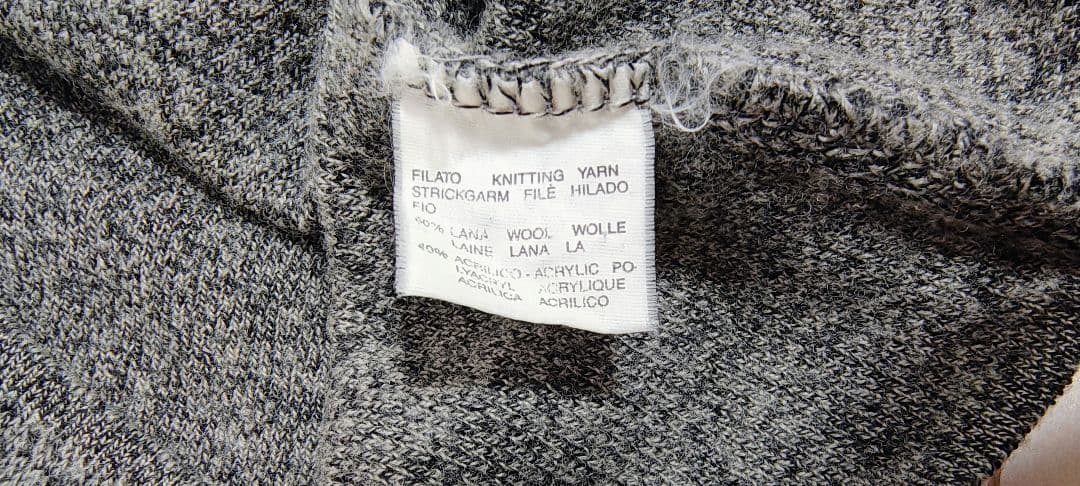 FILATO KNITTING YARN
STRICKGARM FILÈ HILADO
FIO
60% LANA WOOL WOLLE
LAINE LANA LA
40% ACRILICO - ACRYLIC PO-
LYACRYL ACRYLIQUE
ACRILICA ACRILICO